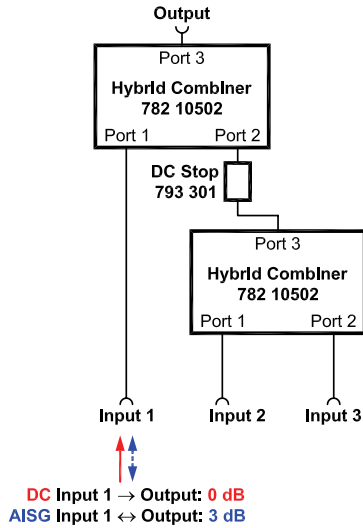 Output
Port 3
Hybrid Combiner
782 10502
Port 1 Port 2
DC Stop
793 301
Port 3
Hybrid Combiner
782 10502
Port 1 Port 2
Input 1 Input 2 Input 3
DC Input 1 → Output: 0 dB
AISG Input 1 ↔ Output: 3 dB